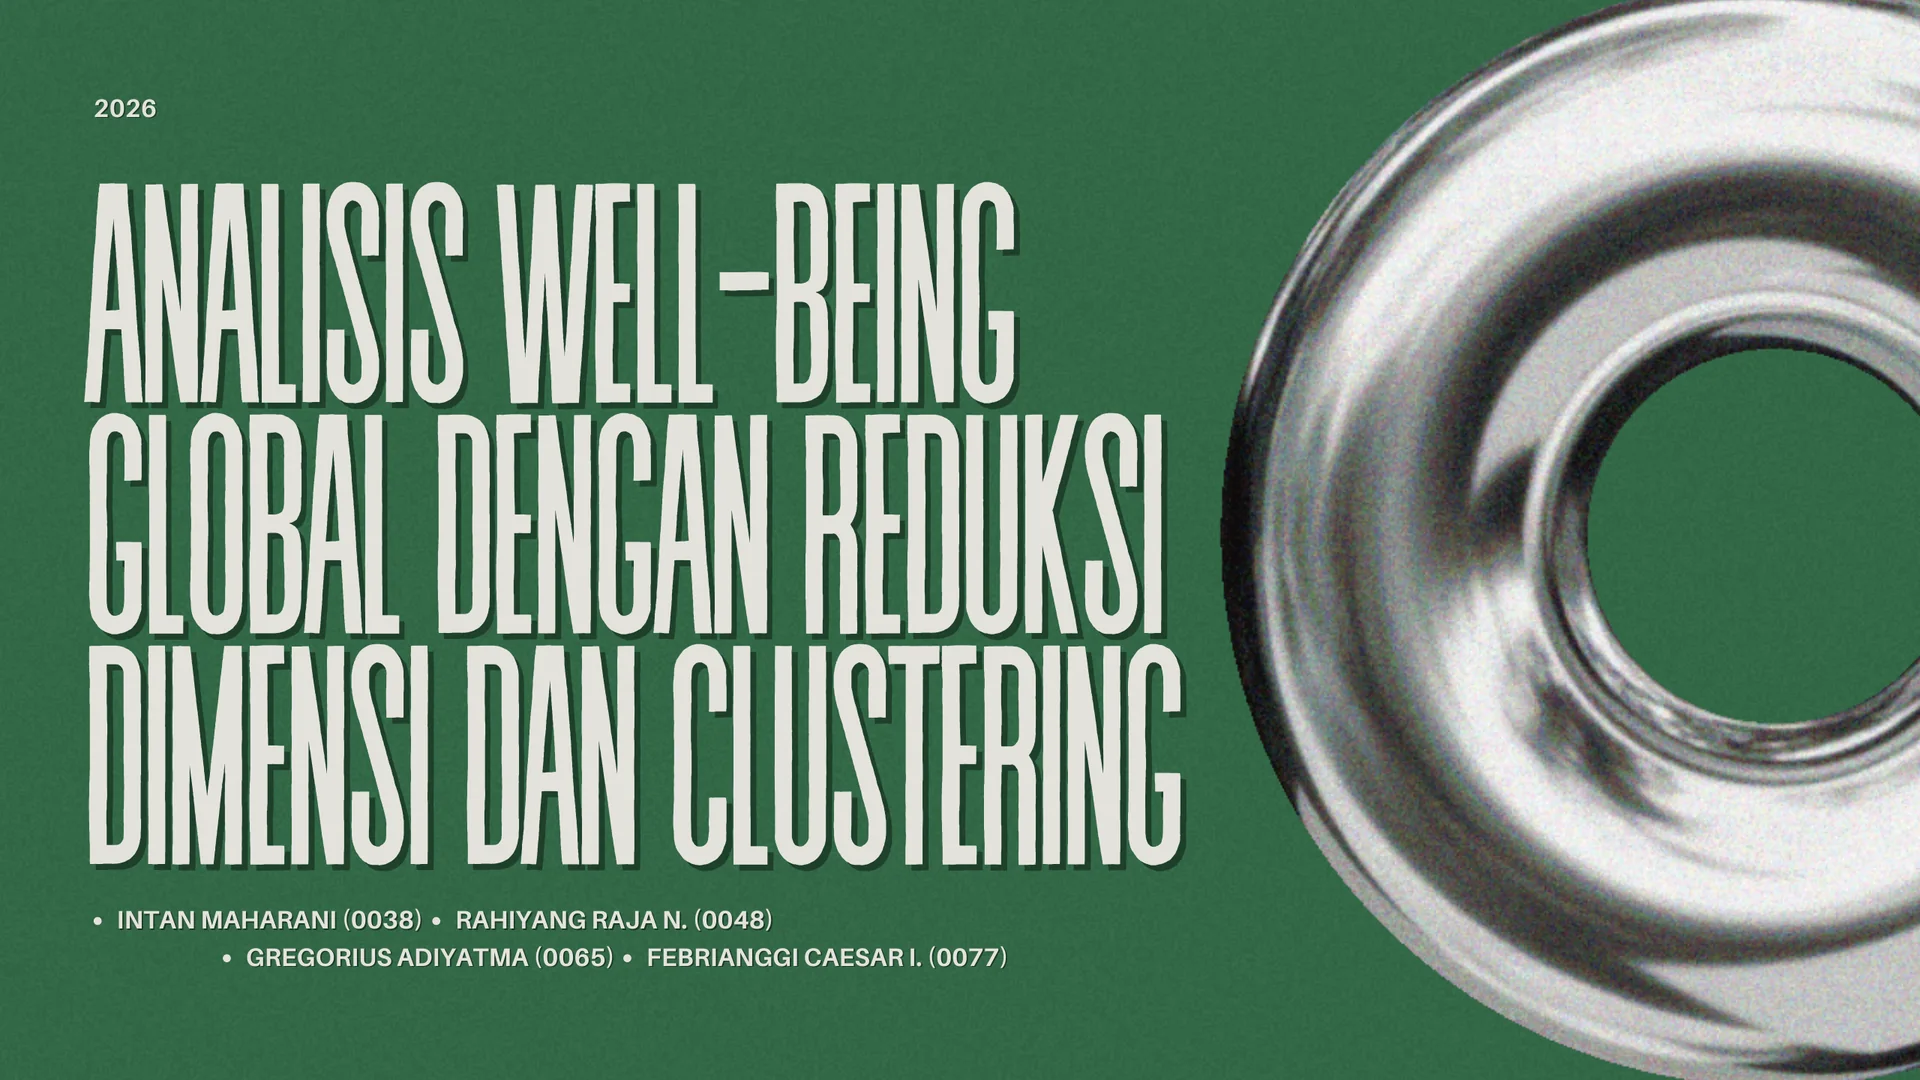 2026
ANALISIS WELL-BEING
GLOBAL DENGAN REDUKSI
DIMENSI DAN CLUSTERING
• INTAN MAHARANI (0038) • RAHIYANG RAJA N. (0048)
• GREGORIUS ADIYATMA (0065) • FEBRIANGGI CAESAR I. (0077)